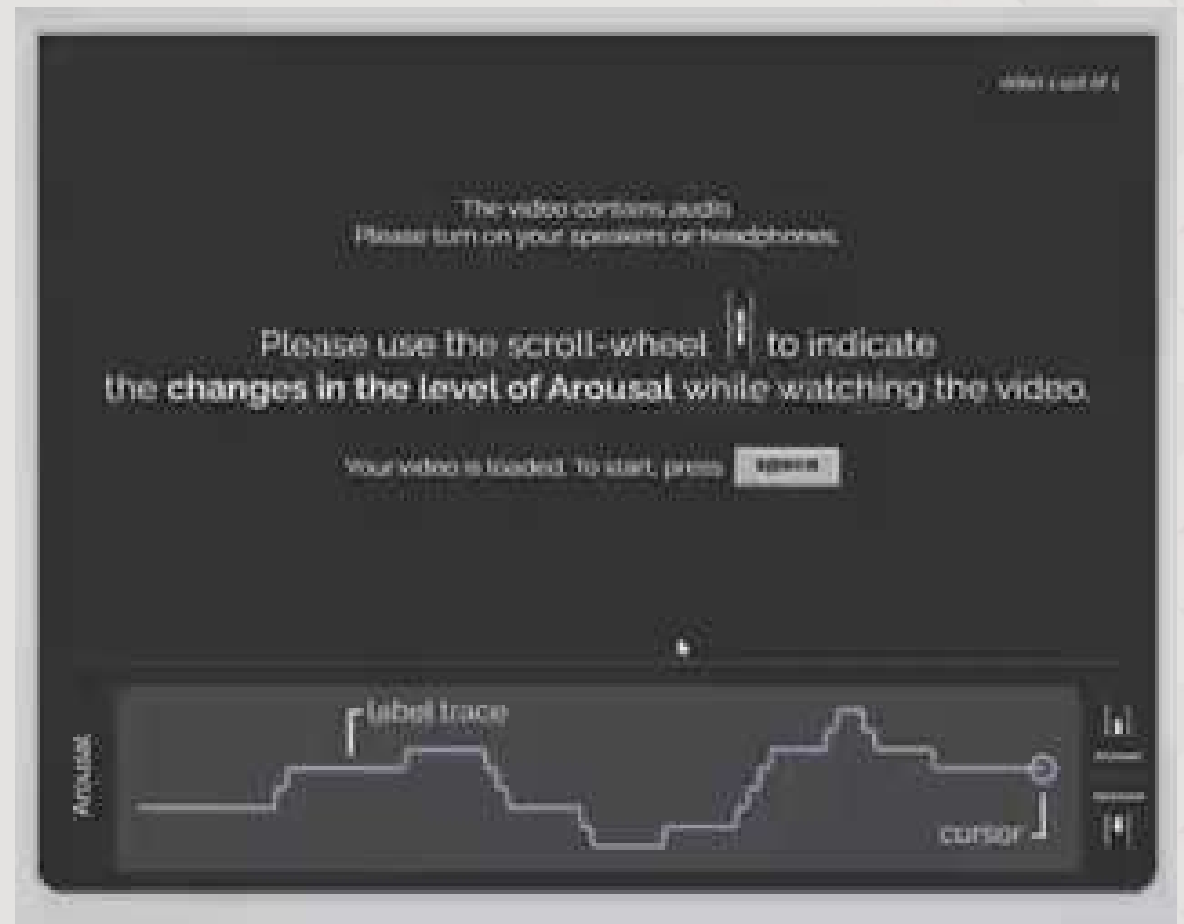 The video contains audio
Please turn on your speakers or headphones.
Please use the scroll-wheel to indicate
the changes in the level of Arousal while watching the video.
Your video is loaded. To start, press space
label trace
Arousal
cursor